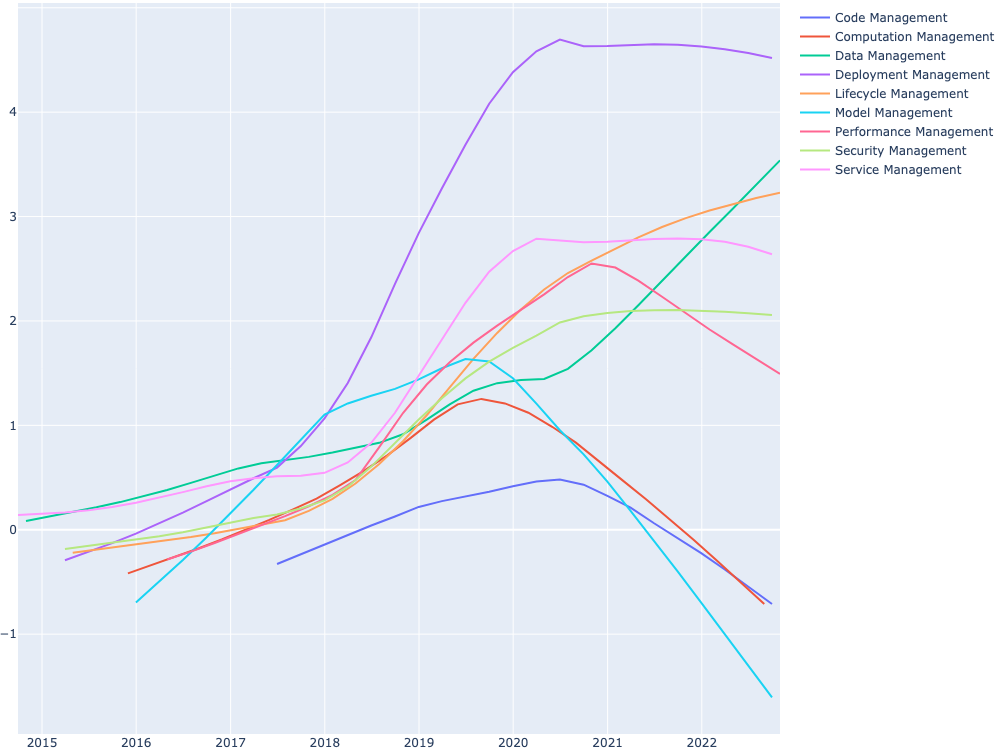 Code Management
Computation Management
Data Management
Deployment Management
Lifecycle Management
Model Management
Performance Management
Security Management
Service Management
4
3
2
1
0
−1
2015 2016 2017 2018 2019 2020 2021 2022